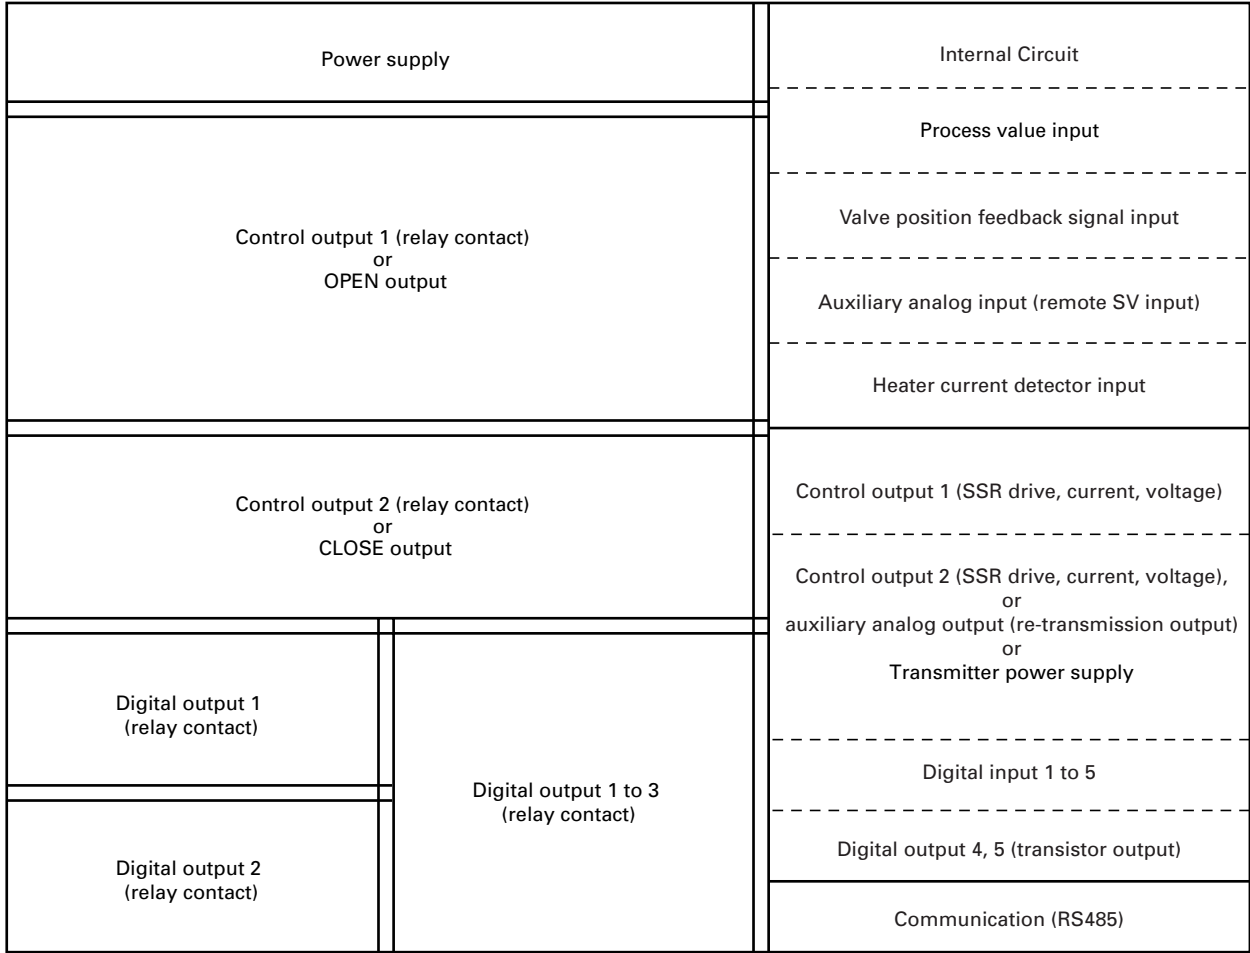 Power supply
Control output 1 (relay contact)
or
OPEN output
Control output 2 (relay contact)
or
CLOSE output
Digital output 1
(relay contact)
Digital output 2
(relay contact)
Digital output 1 to 3
(relay contact)
Internal Circuit
Process value input
Valve position feedback signal input
Auxiliary analog input (remote SV input)
Heater current detector input
Control output 1 (SSR drive, current, voltage)
Control output 2 (SSR drive, current, voltage),
or
auxiliary analog output (re-transmission output)
or
Transmitter power supply
Digital input 1 to 5
Digital output 4, 5 (transistor output)
Communication (RS485)